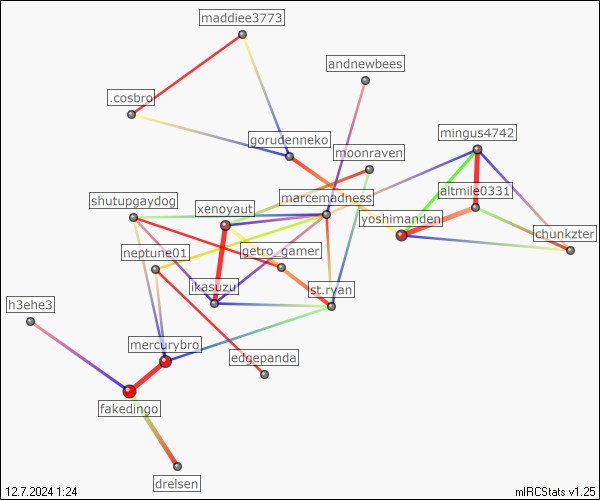 maddiee3773
andnewbees
.cosbro
mingus4742
gorudenneko
moonraven
altmile0331
shutupgaydog
xenoyaut
marcemadness
yoshimanden
chunkzter
neptune01
getro_gamer
ikasuzu
st.ryan
h3ehe3
mercurybro
edgepanda
fakedingo
drelsen
12.7.2024 1:24
mIRCStats v1.25